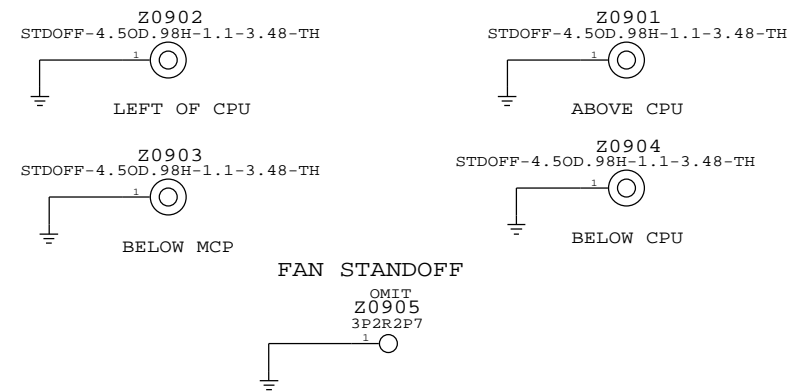 Z0902
STDOFF-4.5OD.98H-1.1-3.48-TH
1
LEFT OF CPU
Z0901
STDOFF-4.5OD.98H-1.1-3.48-TH
1
ABOVE CPU
Z0903
STDOFF-4.5OD.98H-1.1-3.48-TH
1
BELOW MCP
Z0904
STDOFF-4.5OD.98H-1.1-3.48-TH
1
BELOW CPU
FAN STANDOFF
OMIT
Z0905
3P2R2P7
1